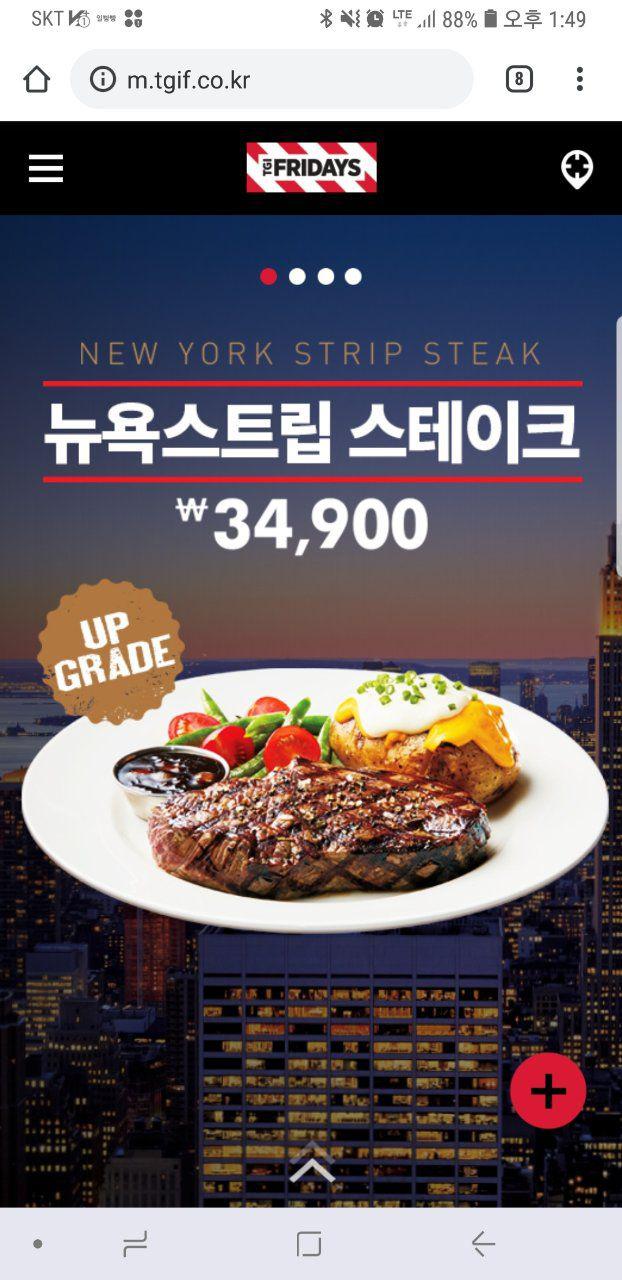 SKT
LTE 88% 오후 1:49
m.tgif.co.kr
8
TGI FRIDAYS
NEW YORK STRIP STEAK
뉴욕스트립 스테이크
₩34,900
UP
GRADE